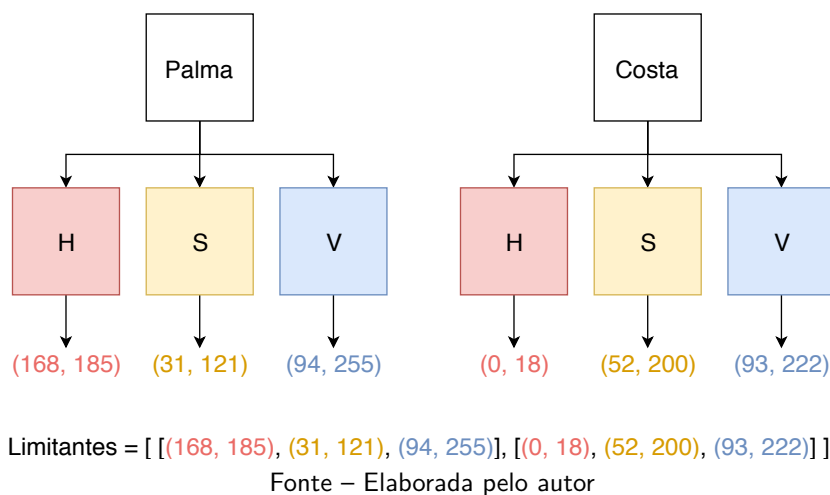 Palma Costa
H S V H S V
(168, 185) (31, 121) (94, 255) (0, 18) (52, 200) (93, 222)
Limitantes = [ [(168, 185), (31, 121), (94, 255)], [(0, 18), (52, 200), (93, 222)] ]
Fonte – Elaborada pelo autor